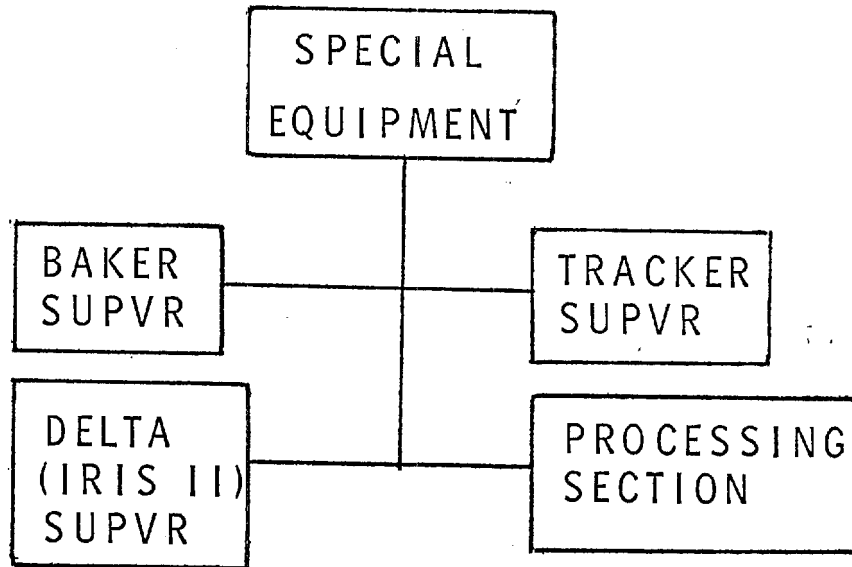 SPECIAL
EQUIPMENT
BAKER
SUPVR
TRACKER
SUPVR
DELTA
(IRIS II)
SUPVR
PROCESSING
SECTION